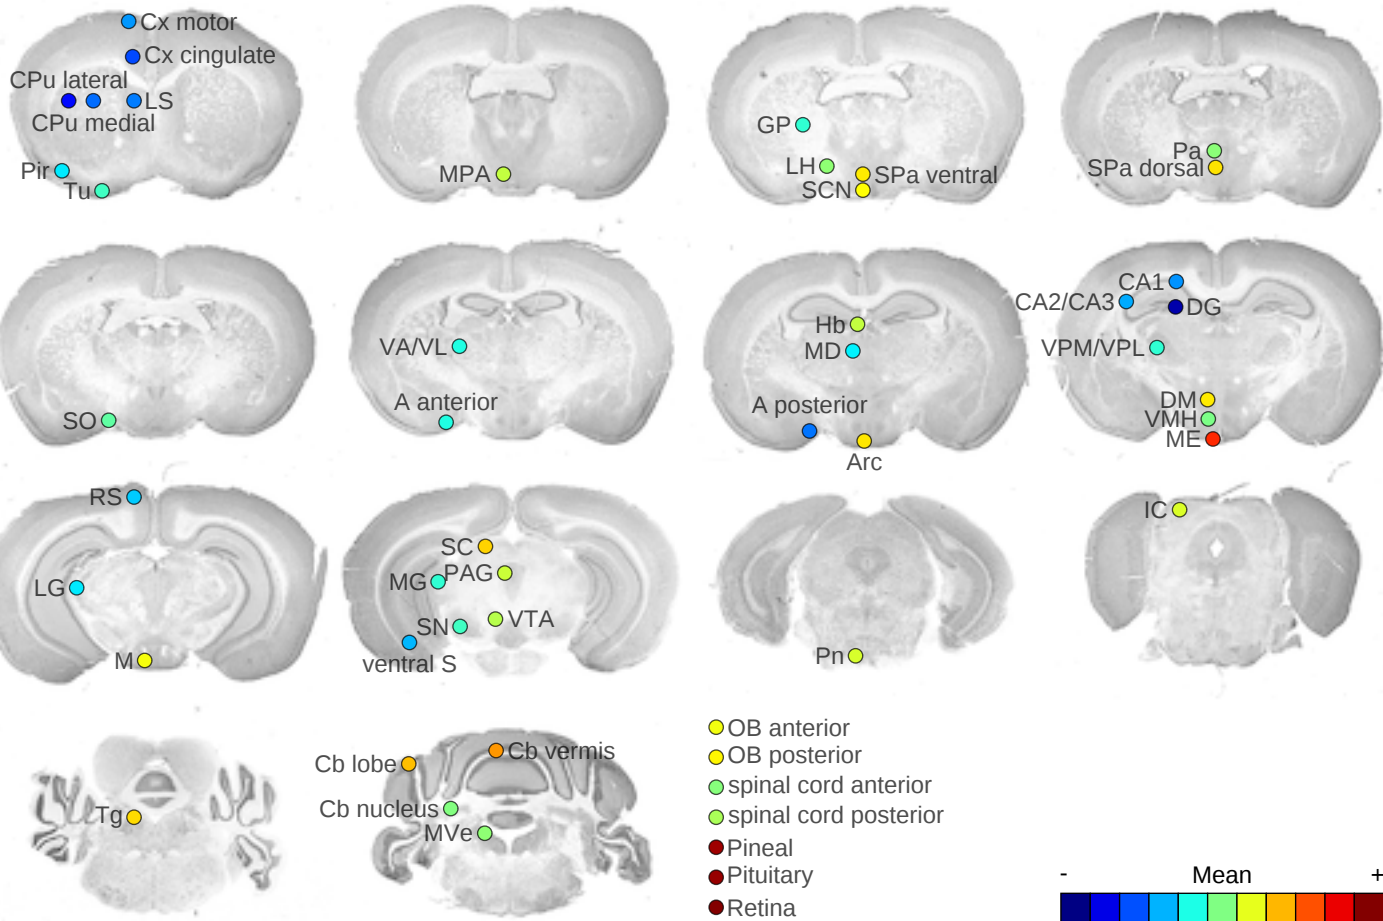 Cx motor
Cx cingulate
CPu lateral
LS
CPu medial
Pir
Tu
MPA
GP
LH
SPa ventral
SCN
Pa
SPa dorsal
SO
VA/VL
A anterior
Hb
MD
A posterior
Arc
CA1
CA2/CA3
DG
VPM/VPL
DM
VMH
ME
RS
LG
M
SC
MG
PAG
SN
VTA
ventral S
Pn
IC
Tg
Cb lobe
Cb vermis
Cb nucleus
MVe
OB anterior
OB posterior
spinal cord anterior
spinal cord posterior
Pineal
Pituitary
Retina
- Mean +